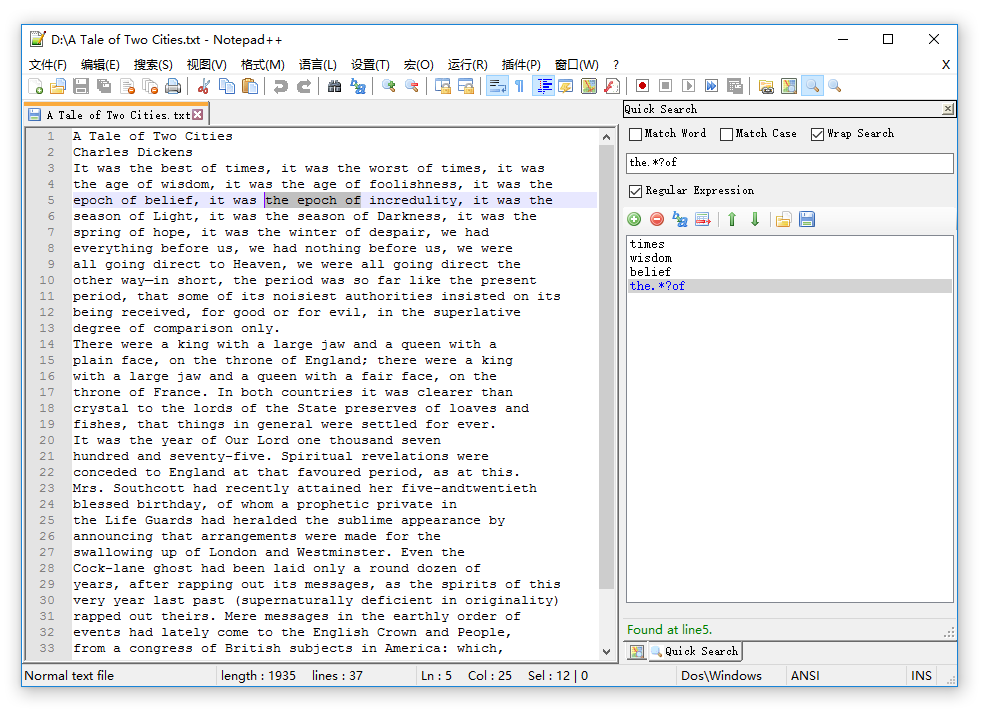 D:\A Tale of Two Cities.txt - Notepad++
文件(F) 编辑(E) 搜索(S) 视图(V) 格式(M) 语言(L) 设置(T) 宏(O) 运行(R) 插件(P) 窗口(W) ? X
A Tale of Two Cities.txt
1 A Tale of Two Cities
2 Charles Dickens
3 It was the best of times, it was the worst of times, it was
4 the age of wisdom, it was the age of foolishness, it was the
5 epoch of belief, it was the epoch of incredulity, it was the
6 season of Light, it was the season of Darkness, it was the
7 spring of hope, it was the winter of despair, we had
8 everything before us, we had nothing before us, we were
9 all going direct to Heaven, we were all going direct the
10 other way—in short, the period was so far like the present
11 period, that some of its noisiest authorities insisted on its
12 being received, for good or for evil, in the superlative
13 degree of comparison only.
14 There were a king with a large jaw and a queen with a
15 plain face, on the throne of England; there were a king
16 with a large jaw and a queen with a fair face, on the
17 throne of France. In both countries it was clearer than
18 crystal to the lords of the State preserves of loaves and
19 fishes, that things in general were settled for ever.
20 It was the year of Our Lord one thousand seven
21 hundred and seventy-five. Spiritual revelations were
22 conceded to England at that favoured period, as at this.
23 Mrs. Southcott had recently attained her five-andtwentieth
24 blessed birthday, of whom a prophetic private in
25 the Life Guards had heralded the sublime appearance by
26 announcing that arrangements were made for the
27 swallowing up of London and Westminster. Even the
28 Cock-lane ghost had been laid only a round dozen of
29 years, after rapping out its messages, as the spirits of this
30 very year last past (supernaturally deficient in originality)
31 rapped out theirs. Mere messages in the earthly order of
32 events had lately come to the English Crown and People,
33 from a congress of British subjects in America: which,
Quick Search
Match Word Match Case Wrap Search
the.*?of
Regular Expression
times
wisdom
belief
the.*?of
Found at line5.
Quick Search
Normal text file length : 1935 lines : 37 Ln : 5 Col : 25 Sel : 12 | 0 Dos\Windows ANSI INS